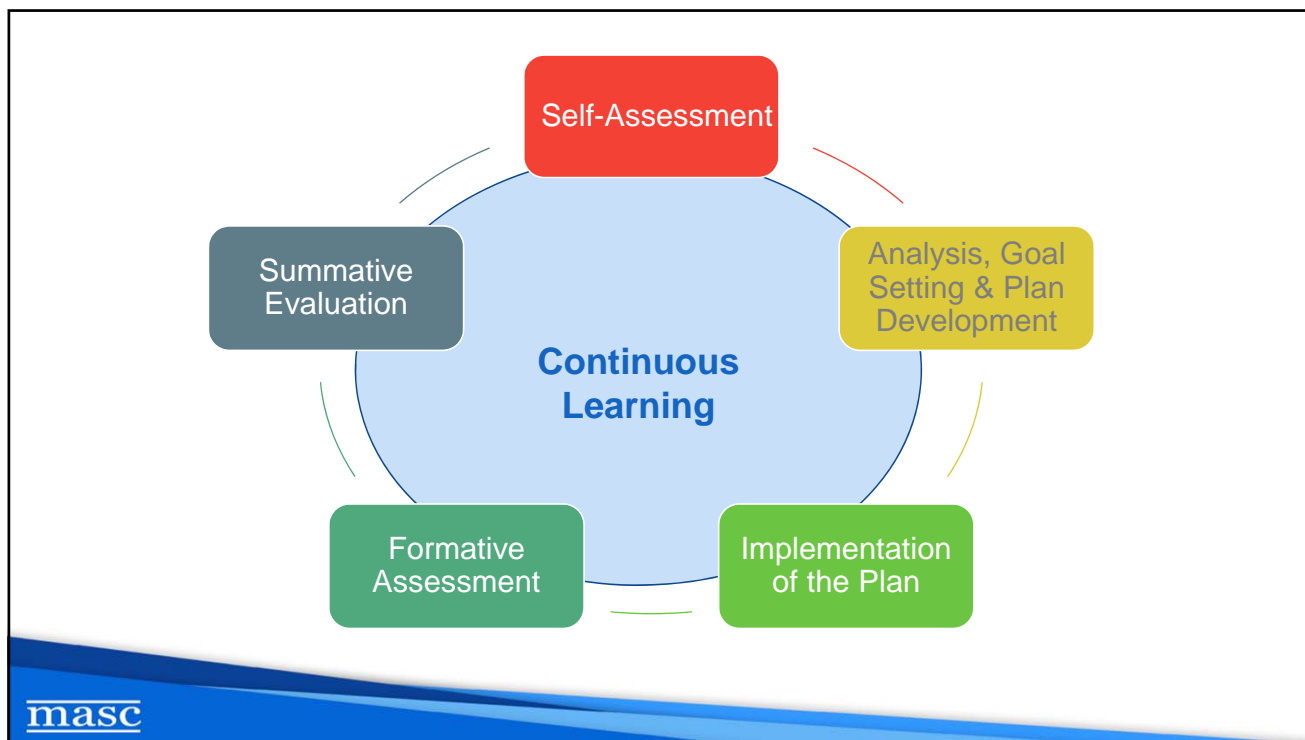 Self-Assessment
Analysis, Goal
Setting & Plan
Development
Implementation
of the Plan
Formative
Assessment
Summative
Evaluation
Continuous
Learning
masc